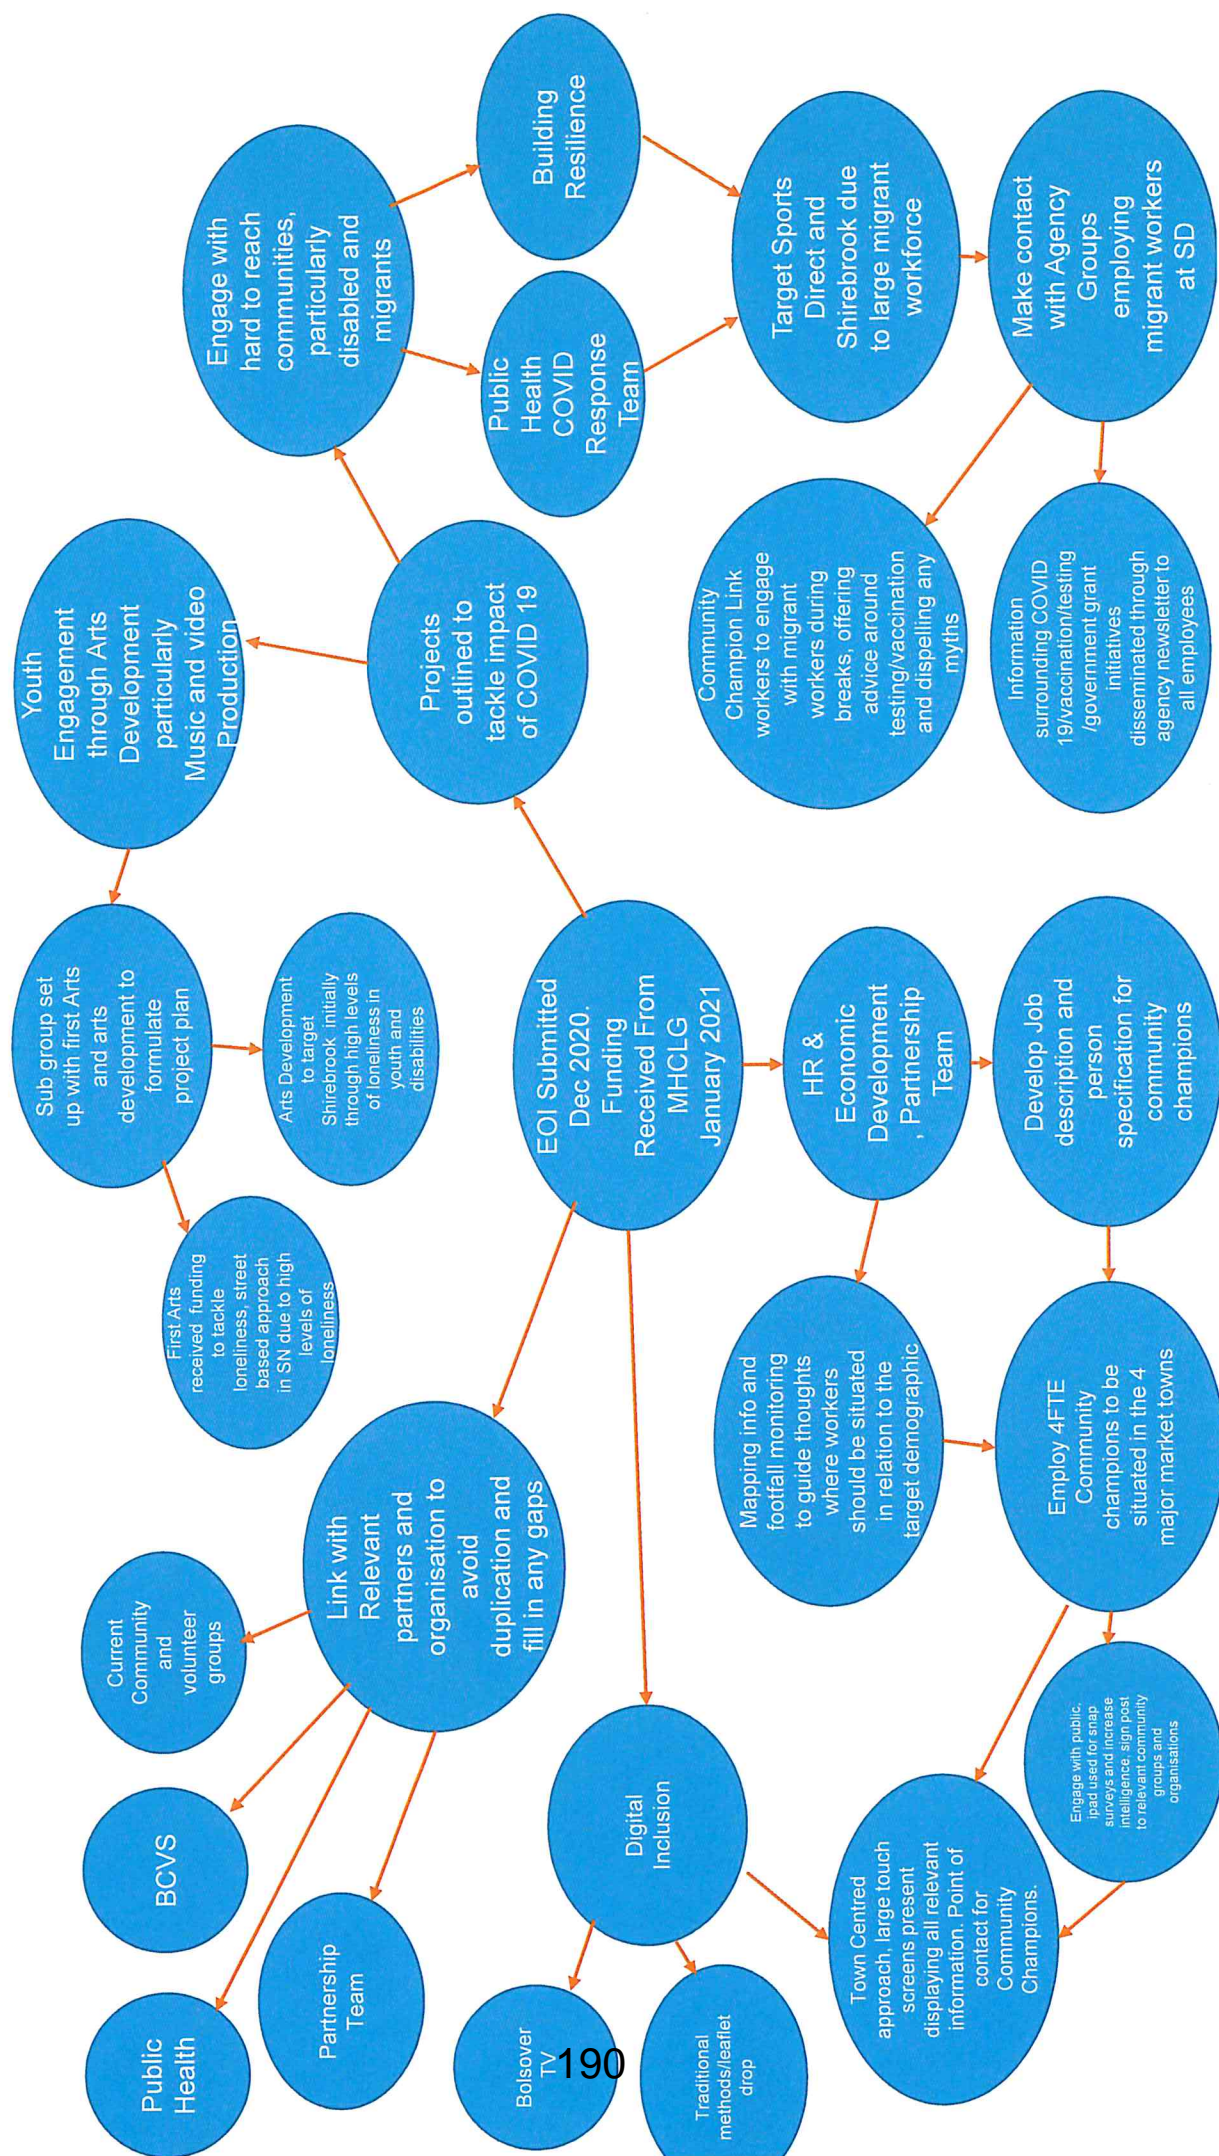 Public
Health
BCVS
Current
Community
and
volunteer
groups
Partnership
Team
Link with
Relevant
partners and
organisation to
avoid
duplication and
fill in any gaps
First Arts
received funding
to tackle
loneliness, street
based approach
in SN due to high
levels of
loneliness
Sub group set
up with first Arts
and arts
development to
formulate
project plan
Arts Development
to target
Shirebrook initially
through high levels
of loneliness in
youth and
disabilities
Youth
Engagement
through Arts
Development
particularly
Music and video
Production
Engage with
hard to reach
communities,
particularly
disabled and
migrants
Projects
outlined to
tackle impact
of COVID 19
Public
Health
COVID
Response
Team
Building
Resilience
EOI Submitted
Dec 2020.
Funding
Received From
MHCLG
January 2021
Bolsover
TV
Digital
Inclusion
Traditional
methods/leaflet
drop
Mapping info and
footfall monitoring
to guide thoughts
where workers
should be situated
in relation to the
target demographic
HR &
Economic
Development
, Partnership
Team
Community
Champion Link
workers to engage
with migrant
workers during
breaks, offering
advice around
testing/vaccination
and dispelling any
myths
Target Sports
Direct and
Shirebrook due
to large migrant
workforce
Town Centred
approach, large touch
screens present
displaying all relevant
information. Point of
contact for
Community
Champions.
Engage with public,
ipad used for snap
surveys and increase
intelligence, sign post
to relevant community
groups and
organisations
Employ 4FTE
Community
champions to be
situated in the 4
major market towns
Develop Job
description and
person
specification for
community
champions
Information
surrounding COVID
19/vaccination/testing
/government grant
initiatives
disseminated through
agency newsletter to
all employees
Make contact
with Agency
Groups
employing
migrant workers
at SD
190